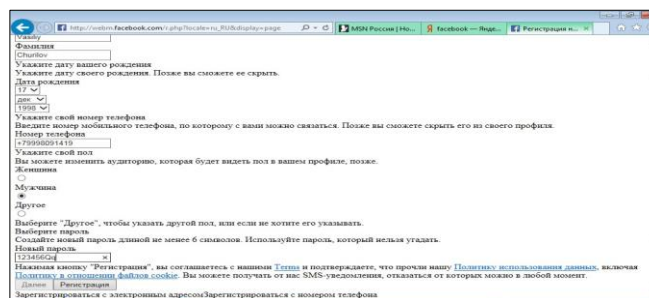 http://webm.facebook.com/r.php?locale=ru_RU&display=page
MSN Россия | Но...
facebook — Янде...
Регистрация н...
Vasiliy
Фамилия
Churilov
Укажите дату вашего рождения
Укажите дату своего рождения. Позже вы сможете ее скрыть.
Дата рождения
17
дек
1998
Укажите свой номер телефона
Введите номер мобильного телефона, по которому с вами можно связаться. Позже вы сможете скрыть его из своего профиля.
Номер телефона
+79998091419
Укажите свой пол
Вы можете изменить аудиторию, которая будет видеть пол в вашем профиле, позже.
Женщина
Мужчина
Другое
Выберите "Другое", чтобы указать другой пол, или если не хотите его указывать.
Выберите пароль
Создайте новый пароль длиной не менее 6 символов. Используйте пароль, который нельзя угадать.
Новый пароль
123456Qq
Нажимая кнопку "Регистрация", вы соглашаетесь с нашими Terms и подтверждаете, что прочли нашу Политику использования данных, включая
Политику в отношении файлов cookie. Вы можете получать от нас SMS-уведомления, отказаться от которых можно в любой момент.
Далее Регистрация
Зарегистрироваться с электронным адресомЗарегистрироваться с номером телефона